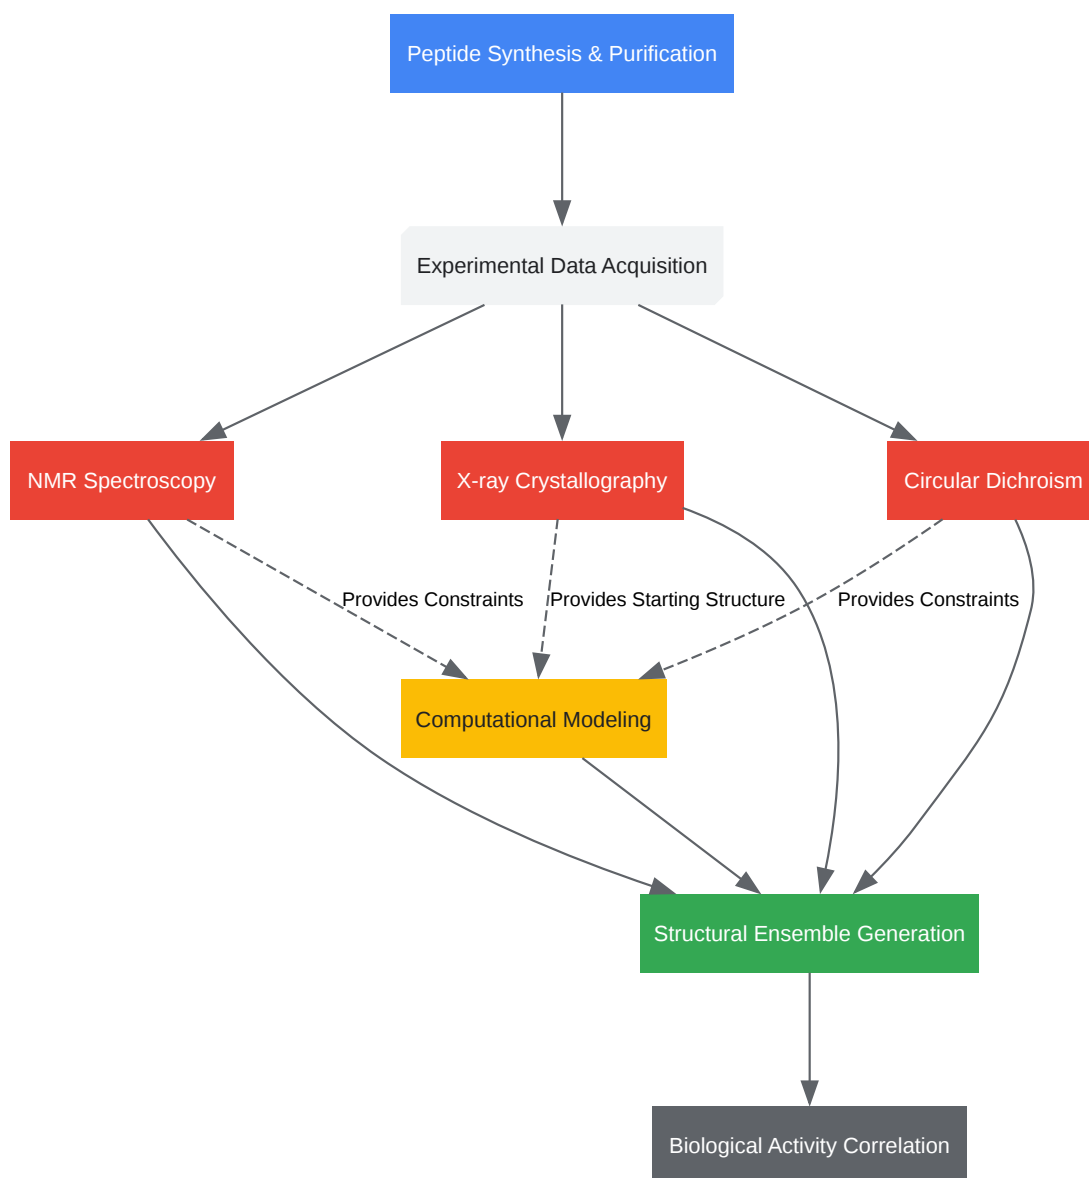 Peptide Synthesis & Purification
Experimental Data Acquisition
NMR Spectroscopy
X-ray Crystallography
Circular Dichroism
Provides Constraints
Provides Starting Structure
Provides Constraints
Computational Modeling
Structural Ensemble Generation
Biological Activity Correlation